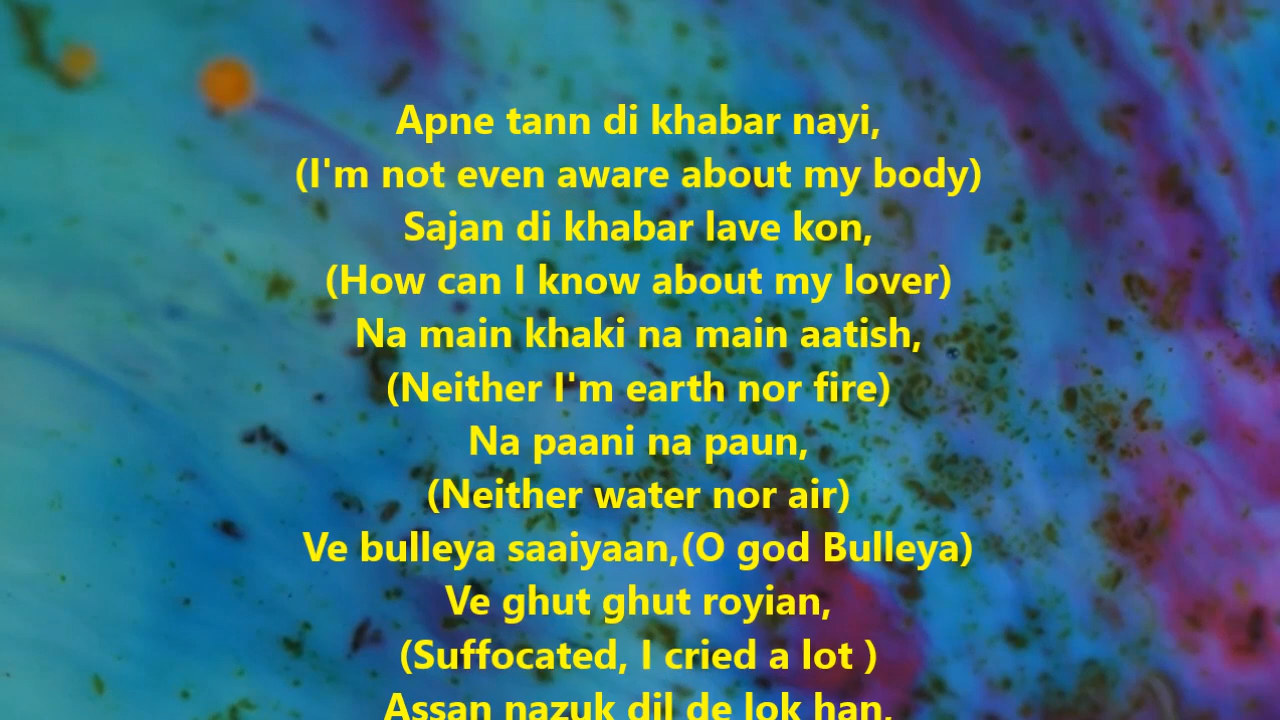 Apne tann di khabar nayi,
(I'm not even aware about my body)
Sajan di khabar lave kon,
(How can I know about my lover)
Na main khaki na main aatish,
(Neither I'm earth nor fire)
Na paani na paun,
(Neither water nor air)
Ve bulleya saaiyaan,(O god Bulleya)
Ve ghut ghut royian,
(Suffocated, I cried a lot )
Assan nazuk dil de lok han,